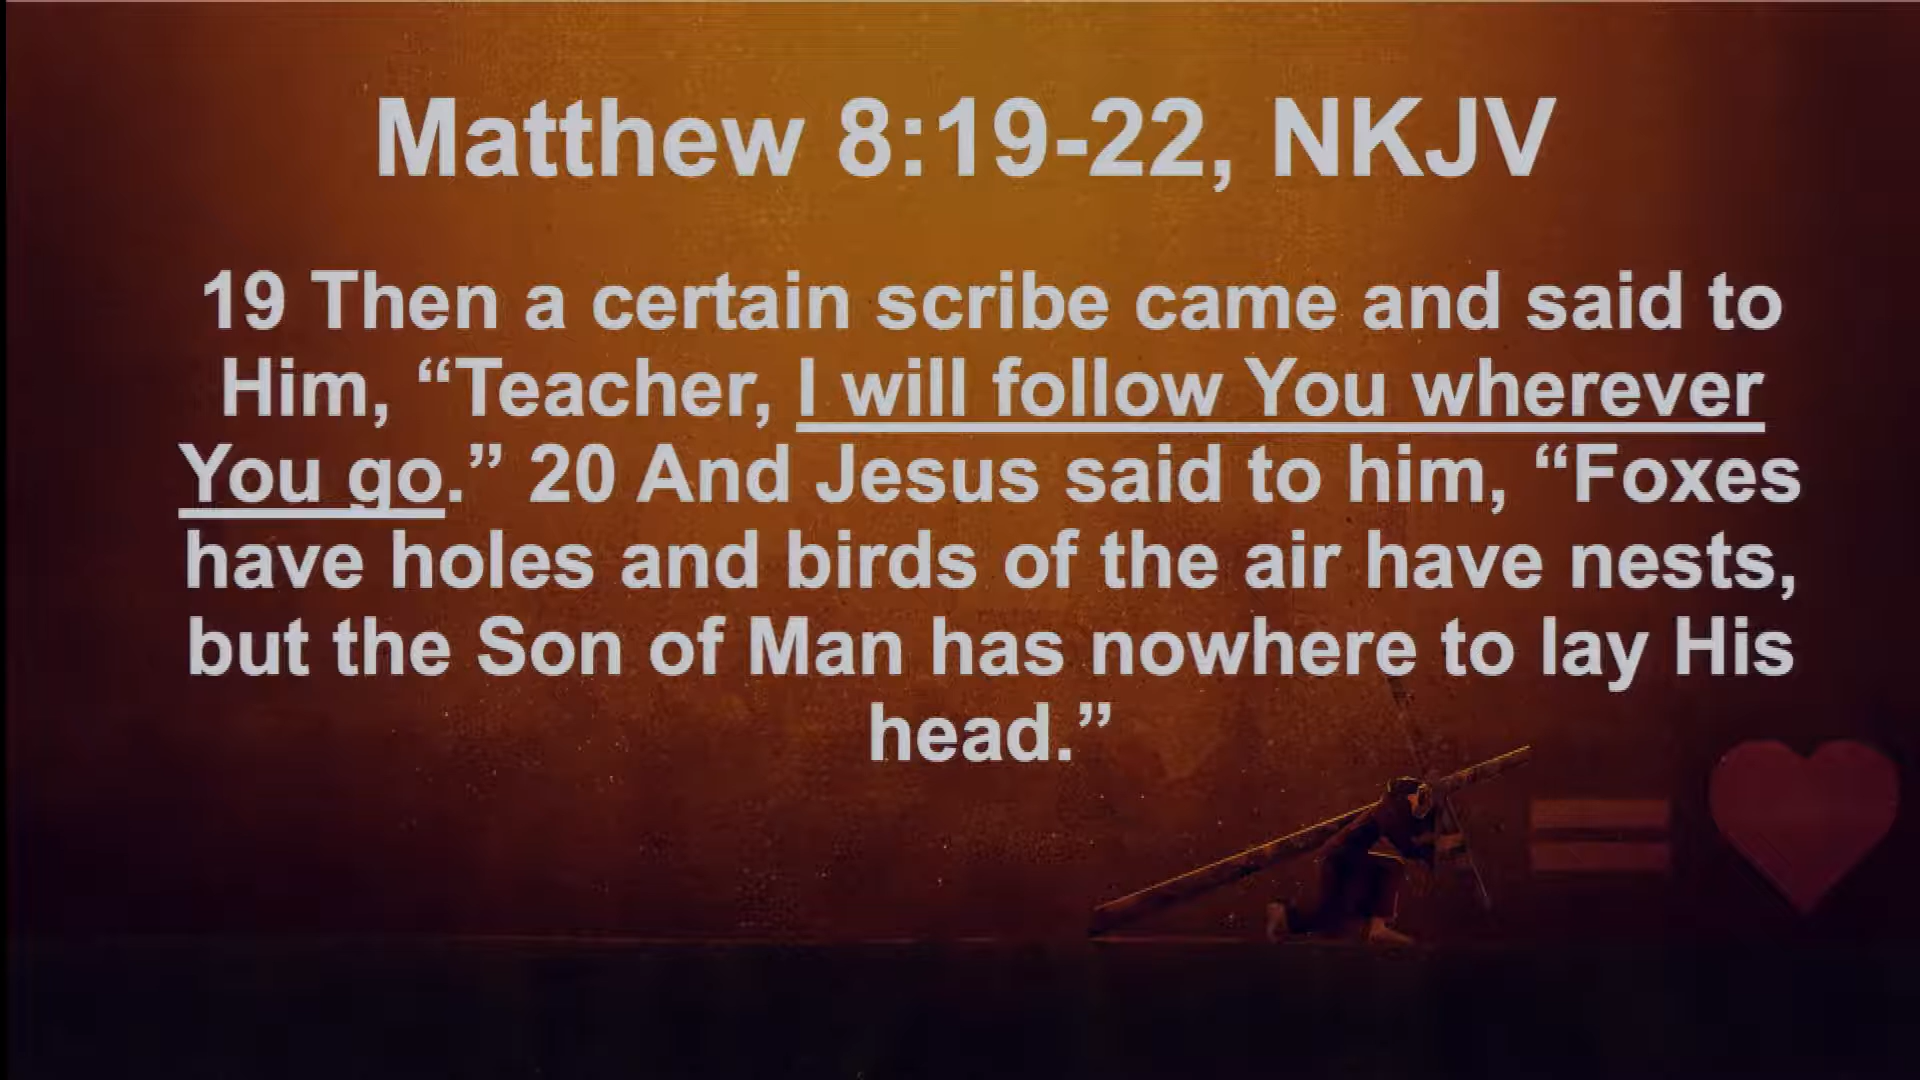 Matthew 8:19-22, NKJV
19 Then a certain scribe came and said to
Him, “Teacher, I will follow You wherever
You go.” 20 And Jesus said to him, “Foxes
have holes and birds of the air have nests,
but the Son of Man has nowhere to lay His
head.”